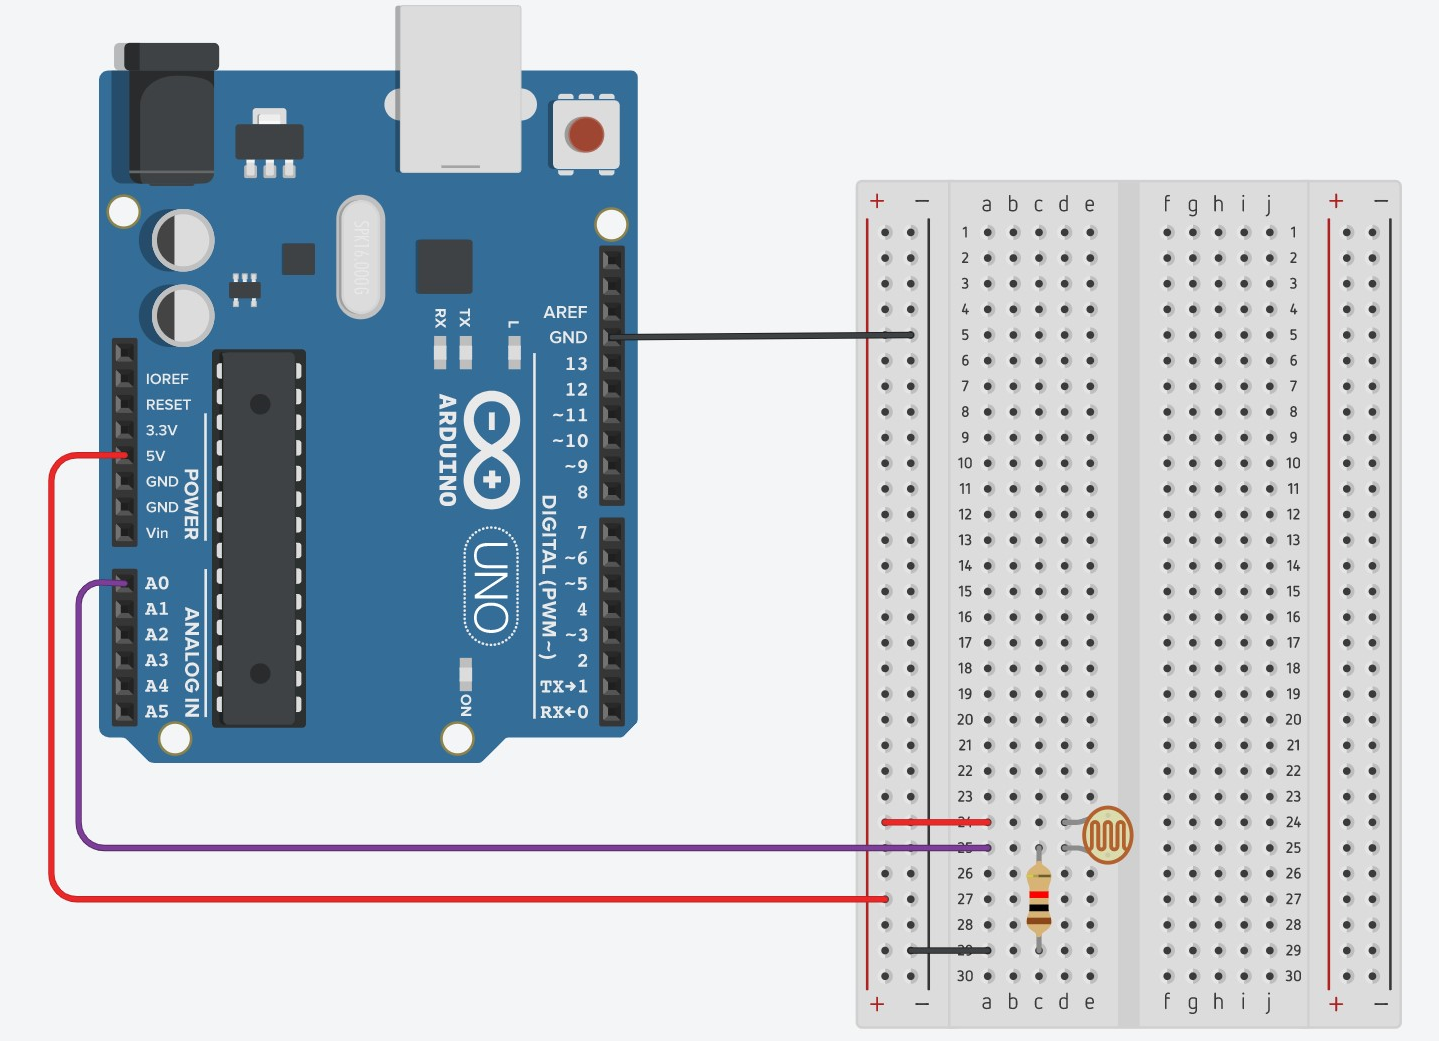 SPK16.000G
RX TX L
AREF
GND
13
12
~11
~10
~9
8
7
~6
~5
4
~3
2
TX→1
RX←0
DIGITAL (PWM ~)
IOREF
RESET
3.3V
5V
GND
GND
Vin
POWER
A0
A1
A2
A3
A4
A5
ANALOG IN
ARDUINO
UNO
ON
+ − a b c d e f g h i j + −
1 1
2 2
3 3
4 4
5 5
6 6
7 7
8 8
9 9
10 10
11 11
12 12
13 13
14 14
15 15
16 16
17 17
18 18
19 19
20 20
21 21
22 22
23 23
24 24
25 25
26 26
27 27
28 28
29 29
30 30
+ − a b c d e f g h i j + −